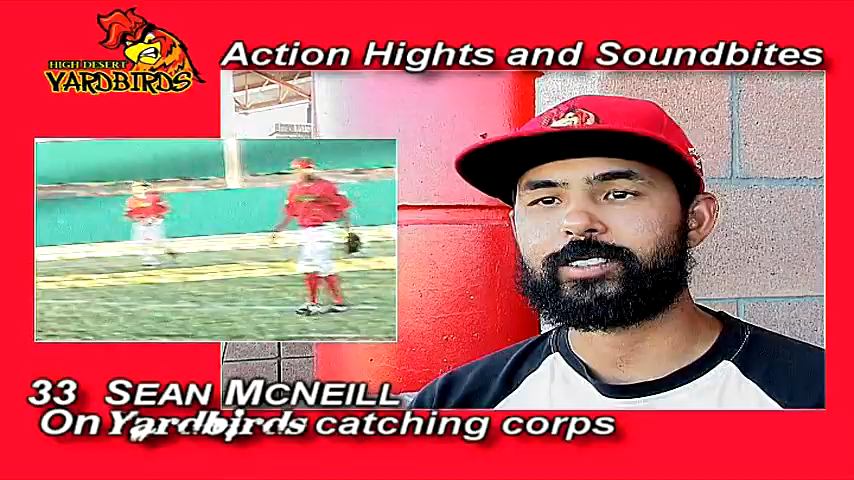 HIGH DESERT
YARDBIRDS
Action Hights and Soundbites
33 SEAN MCNEILL
On Yardbirds catching corps